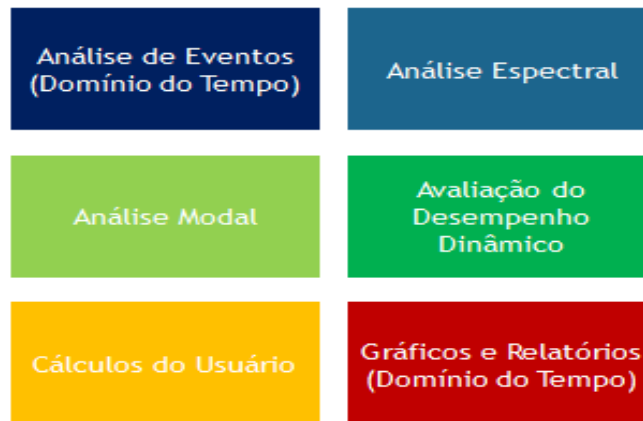 Análise de Eventos
(Domínio do Tempo)
Análise Espectral
Análise Modal
Avaliação do
Desempenho
Dinâmico
Cálculos do Usuário
Gráficos e Relatórios
(Domínio do Tempo)